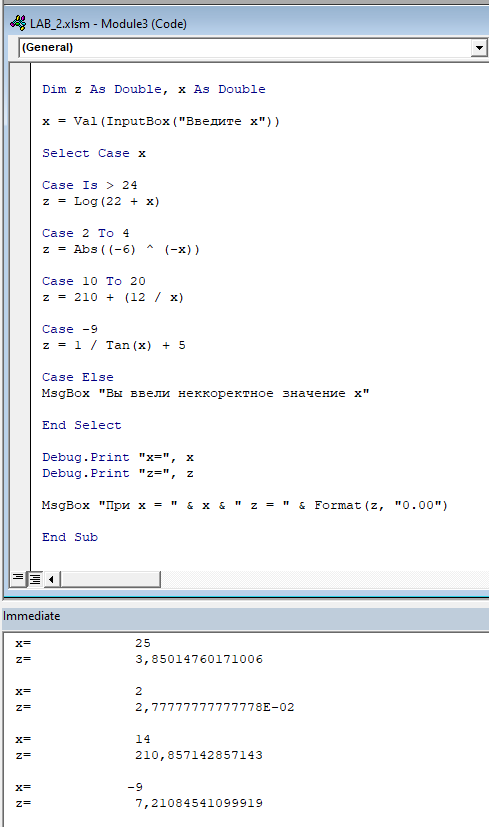 LAB_2.xlsm - Module3 (Code)
(General)
Dim z As Double, x As Double
x = Val(InputBox("Введите x"))
Select Case x
Case Is > 24
z = Log(22 + x)
Case 2 To 4
z = Abs((-6) ^ (-x))
Case 10 To 20
z = 210 + (12 / x)
Case -9
z = 1 / Tan(x) + 5
Case Else
MsgBox "Вы ввели неккоректное значение x"
End Select
Debug.Print "x=", x
Debug.Print "z=", z
MsgBox "При x = " & x & " z = " & Format(z, "0.00")
End Sub
Immediate
x= 25
z= 3,85014760171006
x= 2
z= 2,77777777777778E-02
x= 14
z= 210,857142857143
x= -9
z= 7,21084541099919